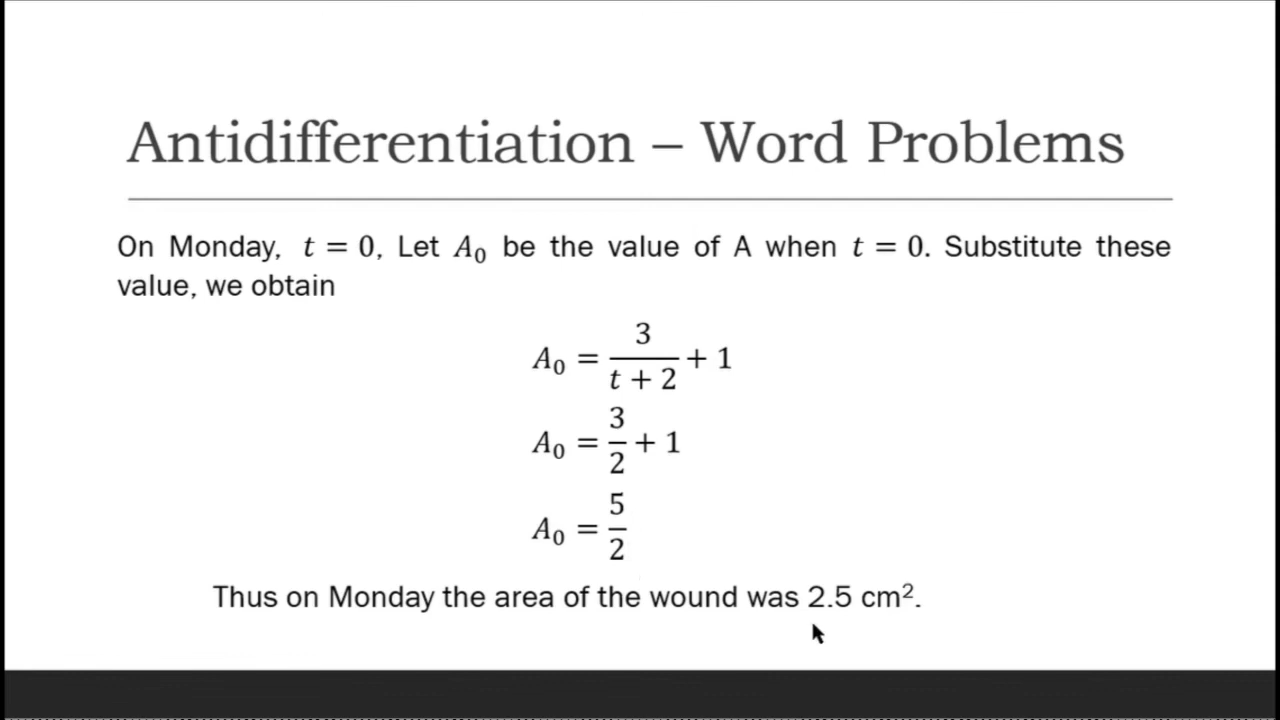 Antidifferentiation – Word Problems
On Monday, t = 0, Let A₀ be the value of A when t = 0. Substitute these
value, we obtain
A₀ = 3/(t + 2) + 1
A₀ = 3/2 + 1
A₀ = 5/2
Thus on Monday the area of the wound was 2.5 cm².